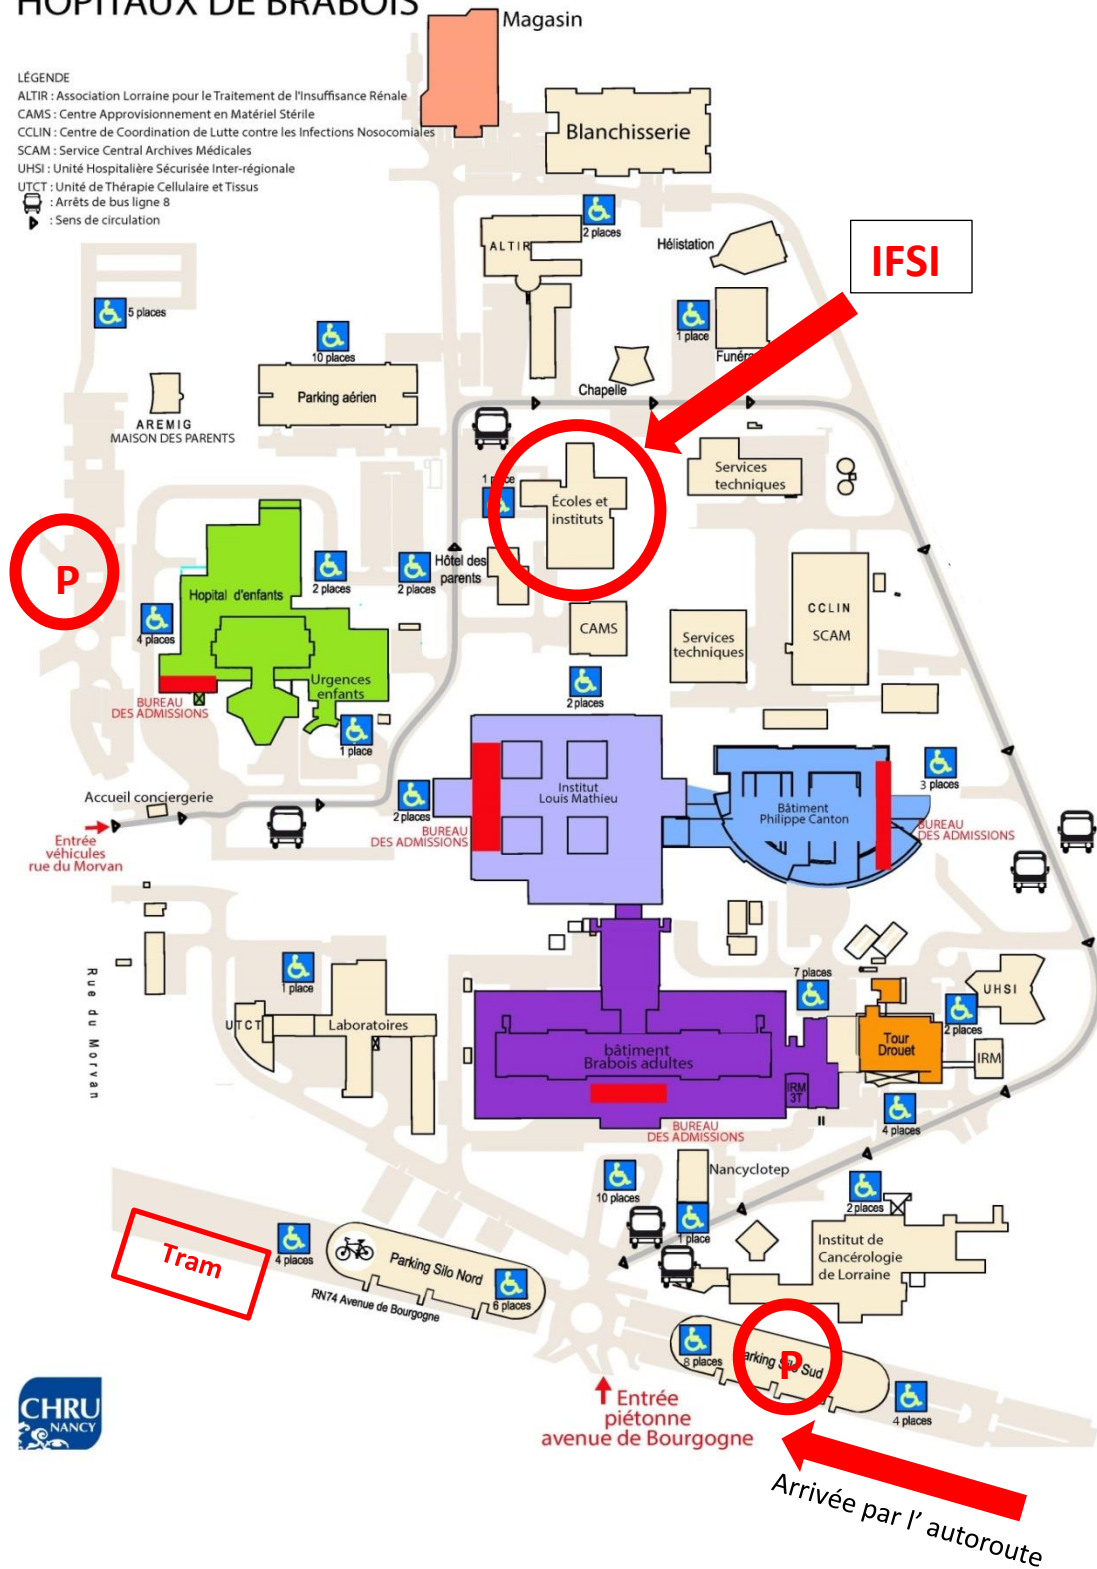 HÔPITAUX DE BRABOIS
Magasin
LÉGENDE
ALTIR : Association Lorraine pour le Traitement de l'Insuffisance Rénale
CAMS : Centre Approvisionnement en Matériel Stérile
CCLIN : Centre de Coordination de Lutte contre les Infections Nosocomiales
SCAM : Service Central Archives Médicales
UHSI : Unité Hospitalière Sécurisée Inter-régionale
UTCT : Unité de Thérapie Cellulaire et Tissus
: Arrêts de bus ligne 8
: Sens de circulation
Blanchisserie
2 places
ALTIR
Hélistation
IFSI
5 places
10 places
1 place
Funéra
Parking aérien
Chapelle
AREMIG
MAISON DES PARENTS
Services
techniques
1 place
Écoles et
instituts
P
Hôtel des
parents
2 places
2 places
Hopital d'enfants
4 places
CCLIN
SCAM
CAMS
Services
techniques
Urgences
enfants
BUREAU
DES ADMISSIONS
2 places
1 place
3 places
Institut
Louis Mathieu
Bâtiment
Philippe Canton
Accueil conciergerie
2 places
BUREAU
DES ADMISSIONS
BUREAU
DES ADMISSIONS
Entrée
véhicules
rue du Morvan
Rue du Morvan
1 place
7 places
UHSI
UTCT
Laboratoires
2 places
Tour
Drouet
bâtiment
Brabois adultes
IRM
IRM
3T
BUREAU
DES ADMISSIONS
4 places
Nancyclotep
10 places
2 places
1 place
Institut de
Cancérologie
de Lorraine
Tram
4 places
Parking Silo Nord
6 places
RN74 Avenue de Bourgogne
8 places
P
arking Silo Sud
4 places
Entrée
piétonne
avenue de Bourgogne
CHRU
NANCY
Arrivée par l' autoroute